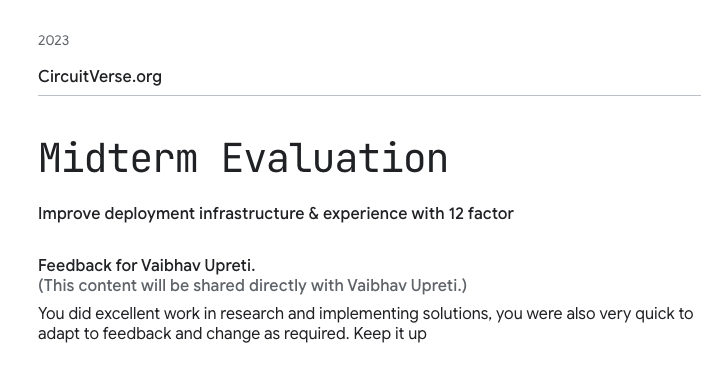 2023
CircuitVerse.org
Midterm Evaluation
Improve deployment infrastructure & experience with 12 factor
Feedback for Vaibhav Upreti.
(This content will be shared directly with Vaibhav Upreti.)
You did excellent work in research and implementing solutions, you were also very quick to
adapt to feedback and change as required. Keep it up